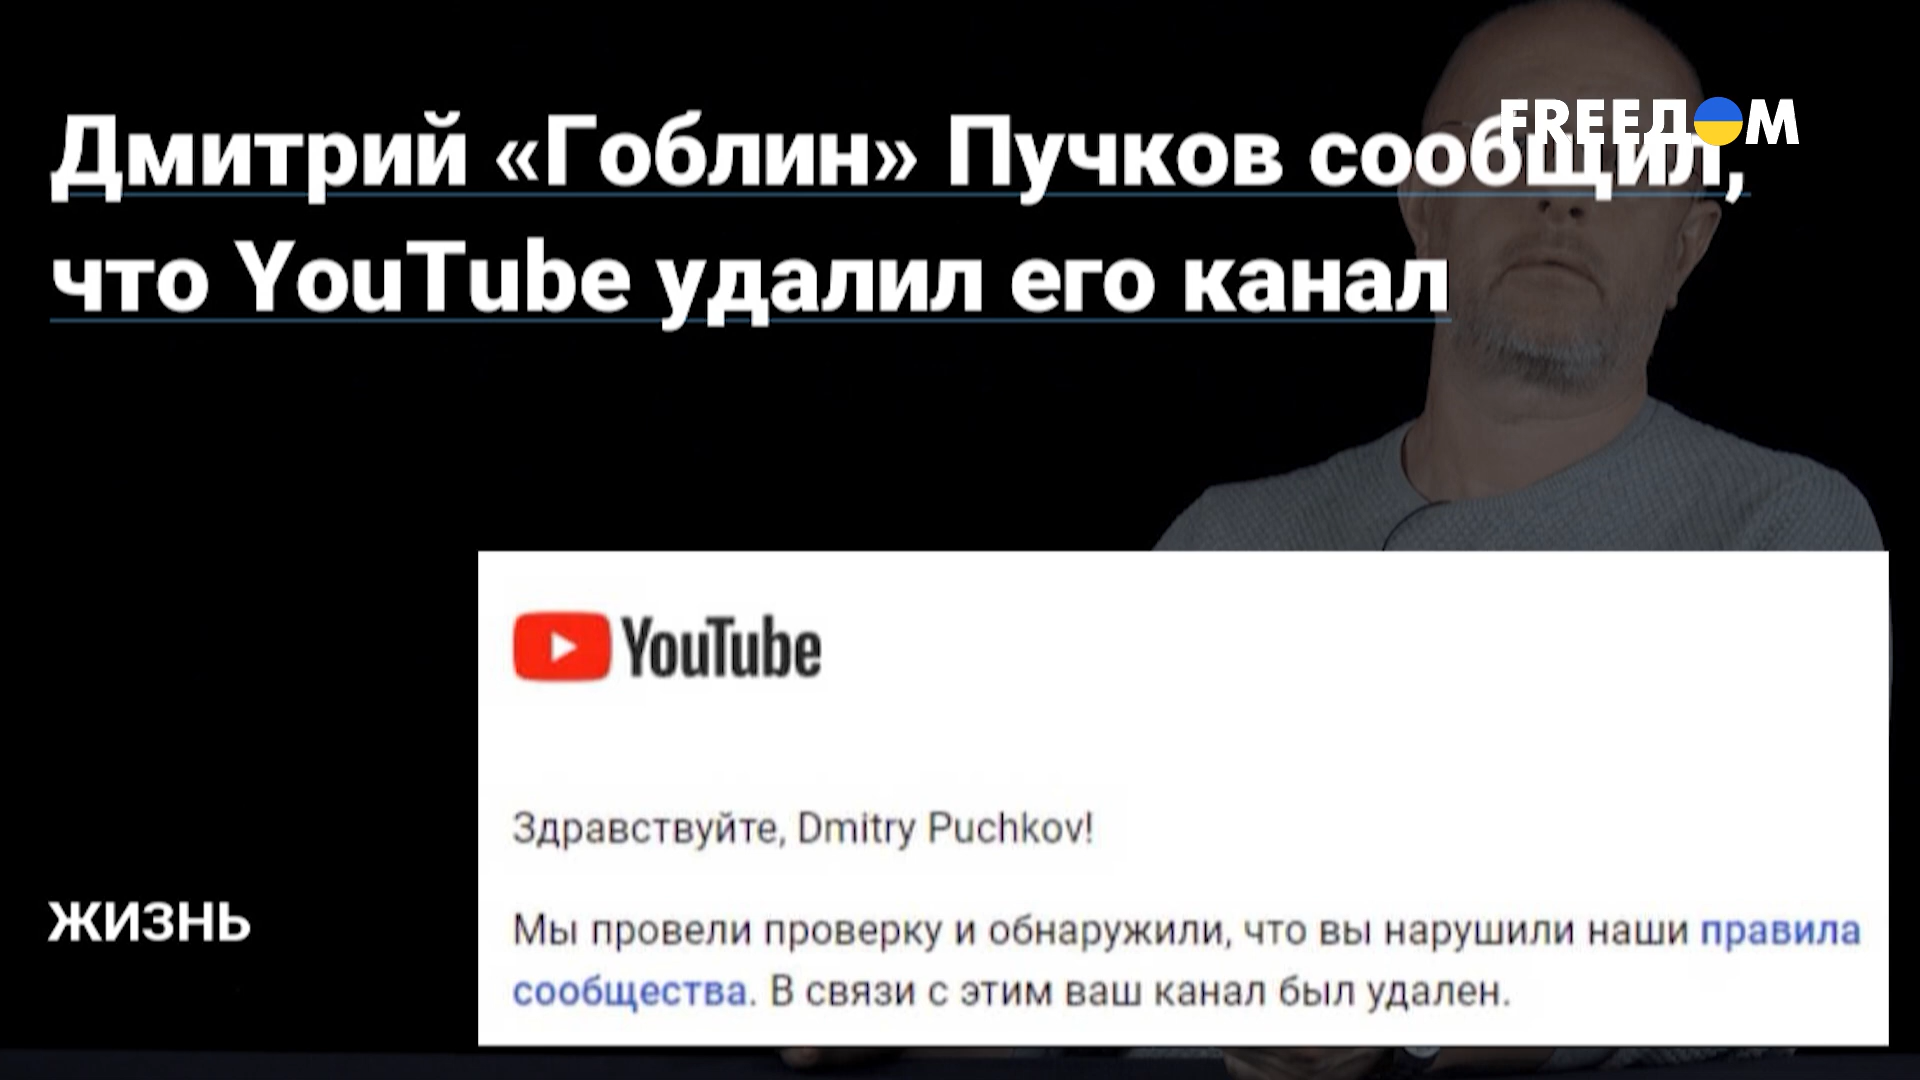 FREEДОМ
Дмитрий «Гоблин» Пучков сообщил,
что YouTube удалил его канал
YouTube
Здравствуйте, Dmitry Puchkov!
Мы провели проверку и обнаружили, что вы нарушили наши правила
сообщества. В связи с этим ваш канал был удален.
ЖИЗНЬ